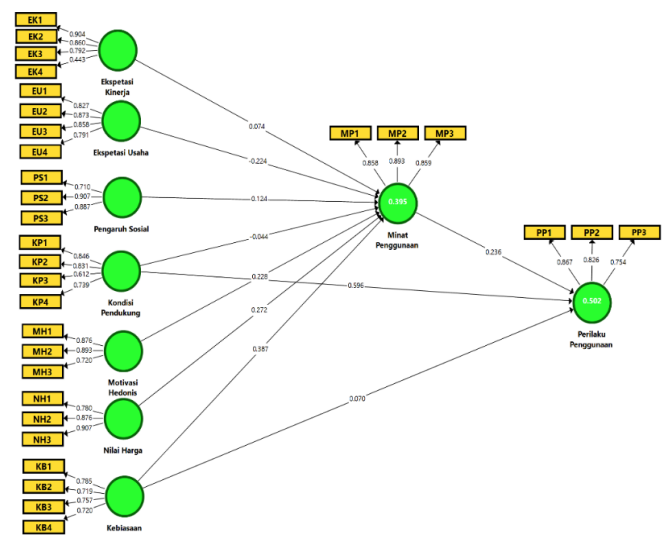 EK1
EK2
EK3
EK4
0.904
0.860
0.792
0.443
Ekspetasi
Kinerja
EU1
EU2
EU3
EU4
0.827
0.873
0.858
0.791
Ekspetasi Usaha
PS1
PS2
PS3
0.710
0.907
0.887
Pengaruh Sosial
KP1
KP2
KP3
KP4
0.846
0.831
0.612
0.739
Kondisi
Pendukung
MH1
MH2
MH3
0.876
0.893
0.720
Motivasi
Hedonis
NH1
NH2
NH3
0.780
0.876
0.907
Nilai Harga
KB1
KB2
KB3
KB4
0.785
0.719
0.757
0.720
Kebiasaan
0.074
-0.224
0.124
-0.044
0.228
0.596
0.272
0.387
0.070
MP1
MP2
MP3
0.858
0.893
0.859
0.395
Minat
Penggunaan
0.236
PP1
PP2
PP3
0.867
0.826
0.754
0.502
Perilaku
Penggunaan